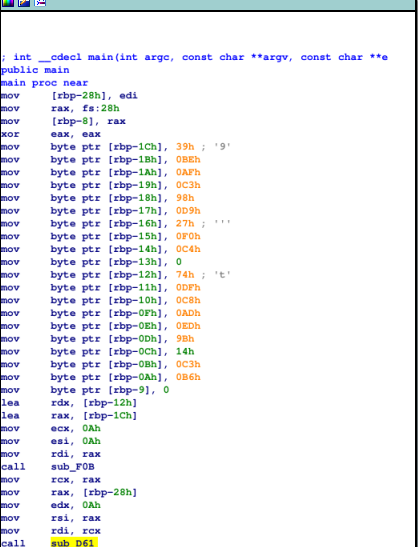 ; int __cdecl main(int argc, const char **argv, const char **e
public main
main proc near
mov [rbp-28h], edi
mov rax, fs:28h
mov [rbp-8], rax
xor eax, eax
mov byte ptr [rbp-1Ch], 39h ; '9'
mov byte ptr [rbp-1Bh], 0BEh
mov byte ptr [rbp-1Ah], 0AFh
mov byte ptr [rbp-19h], 0C3h
mov byte ptr [rbp-18h], 98h
mov byte ptr [rbp-17h], 0D9h
mov byte ptr [rbp-16h], 27h ; '''
mov byte ptr [rbp-15h], 0F0h
mov byte ptr [rbp-14h], 0C4h
mov byte ptr [rbp-13h], 0
mov byte ptr [rbp-12h], 74h ; 't'
mov byte ptr [rbp-11h], 0DFh
mov byte ptr [rbp-10h], 0C8h
mov byte ptr [rbp-0Fh], 0ADh
mov byte ptr [rbp-0Eh], 0EDh
mov byte ptr [rbp-0Dh], 9Bh
mov byte ptr [rbp-0Ch], 14h
mov byte ptr [rbp-0Bh], 0C3h
mov byte ptr [rbp-0Ah], 0B6h
mov byte ptr [rbp-9], 0
lea rdx, [rbp-12h]
lea rax, [rbp-1Ch]
mov ecx, 0Ah
mov esi, 0Ah
mov rdi, rax
call sub_F0B
mov rcx, rax
mov rax, [rbp-28h]
mov edx, 0Ah
mov rsi, rax
mov rdi, rcx
call sub_D61